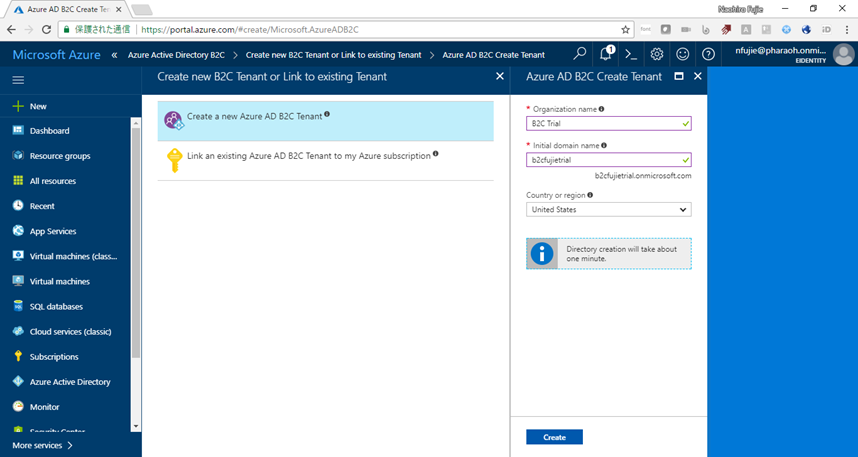 Naohiro Fujie
Azure AD B2C Create Ten
保護された通信
https://portal.azure.com/#create/Microsoft.AzureADB2C
Microsoft Azure
Azure Active Directory B2C
Create new B2C Tenant or Link to existing Tenant
Azure AD B2C Create Tenant
1
nfujie@pharaoh.onmi...
EIDENTITY
New
Dashboard
Resource groups
All resources
Recent
App Services
Virtual machines (class...
Virtual machines
SQL databases
Cloud services (classic)
Subscriptions
Azure Active Directory
Monitor
Security Center
More services
Create new B2C Tenant or Link to existing Tenant
Create a new Azure AD B2C Tenant
Link an existing Azure AD B2C Tenant to my Azure subscription
Azure AD B2C Create Tenant
* Organization name
B2C Trial
* Initial domain name
b2cfujietrial
b2cfujietrial.onmicrosoft.com
Country or region
United States
Directory creation will take about
one minute.
Create